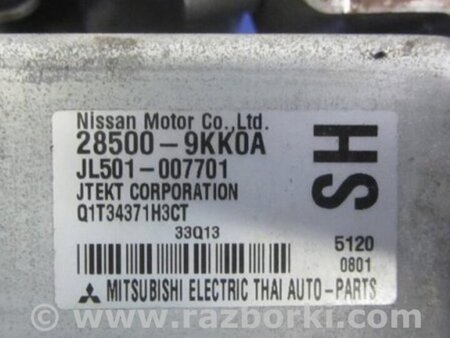 Nissan Motor Co.,Ltd.
28500-9KK0A
JL501-007701
JTEKT CORPORATION
Q1T34371H3CT
33Q13
SH
5120
0801
MITSUBISHI ELECTRIC THAI AUTO-PARTS
© www.razborki.com